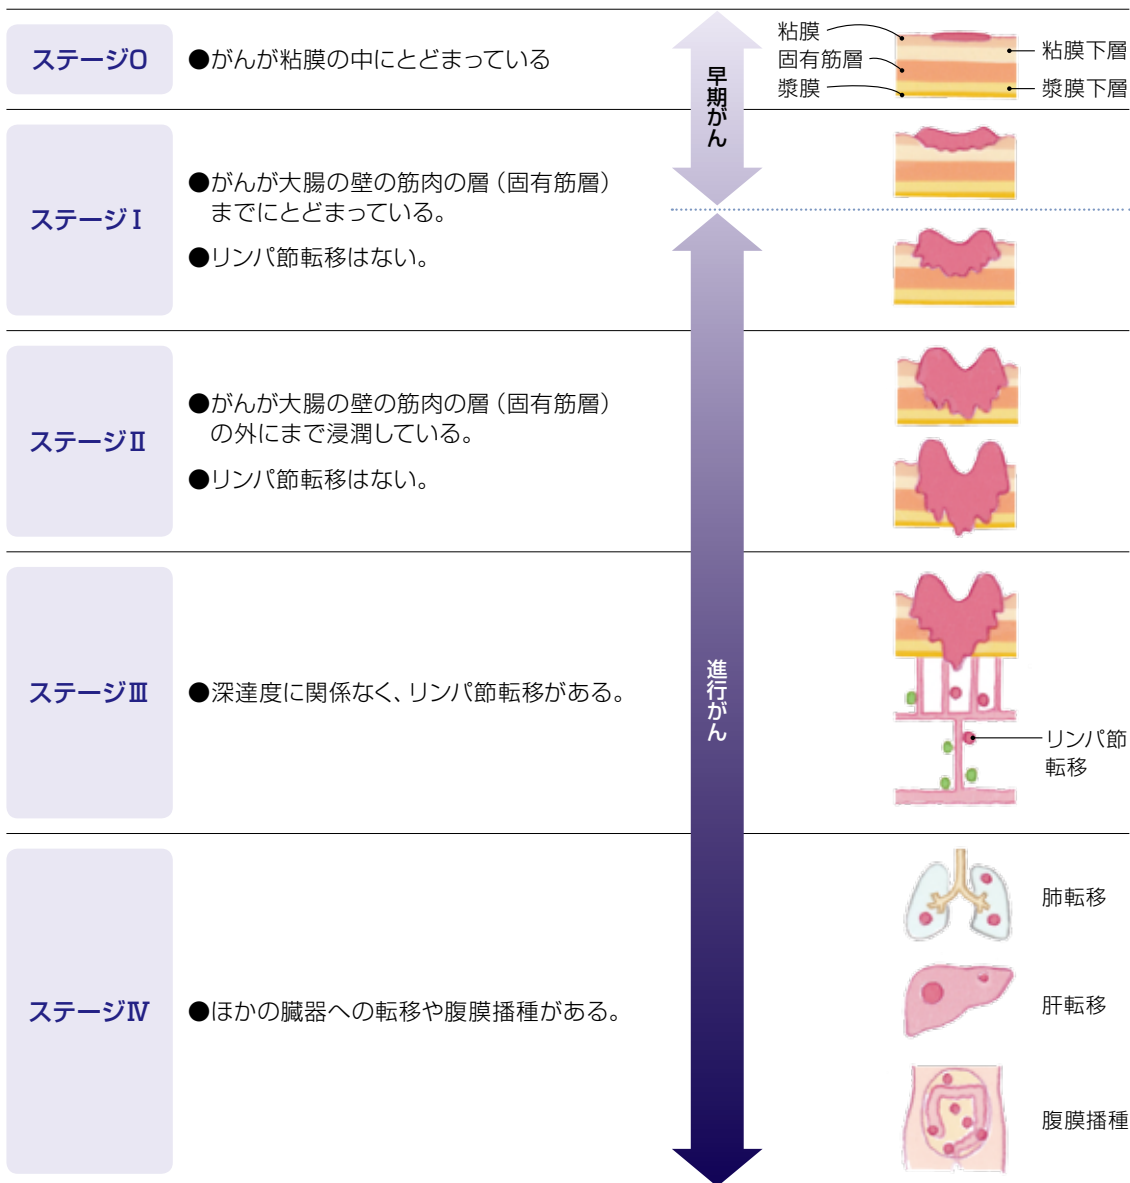 ステージ0
●がんが粘膜の中にとどまっている
早期がん
粘膜
固有筋層
漿膜
粘膜下層
漿膜下層
ステージⅠ
●がんが大腸の壁の筋肉の層（固有筋層）
までにとどまっている。
●リンパ節転移はない。
ステージⅡ
●がんが大腸の壁の筋肉の層（固有筋層）
の外にまで浸潤している。
●リンパ節転移はない。
進行がん
ステージⅢ
●深達度に関係なく、リンパ節転移がある。
リンパ節
転移
ステージⅣ
●ほかの臓器への転移や腹膜播種がある。
肺転移
肝転移
腹膜播種